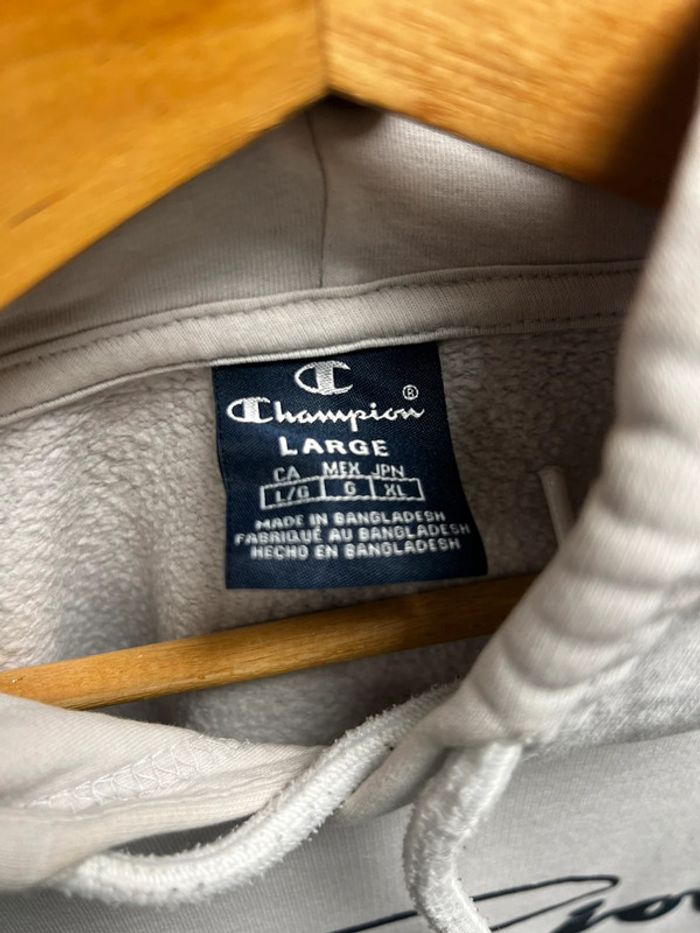 Champion®
LARGE
CA MEX JPN
L/G G XL
MADE IN BANGLADESH
FABRIQUÉ AU BANGLADESH
HECHO EN BANGLADESH